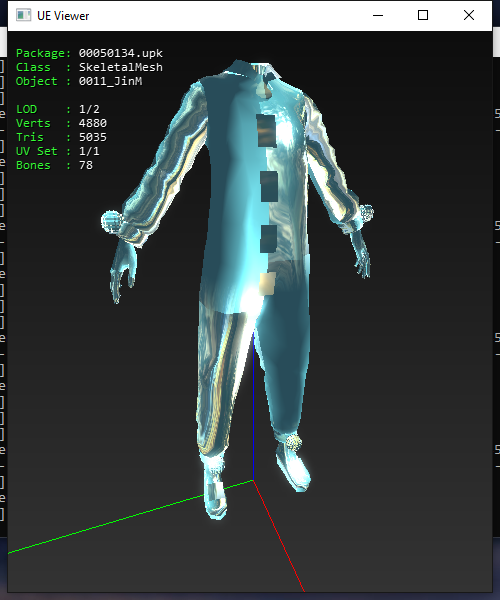 UE Viewer
Package: 00050134.upk
Class  : SkeletalMesh
Object : 0011_JinM
LOD    : 1/2
Verts  : 4880
Tris   : 5035
UV Set : 1/1
Bones  : 78